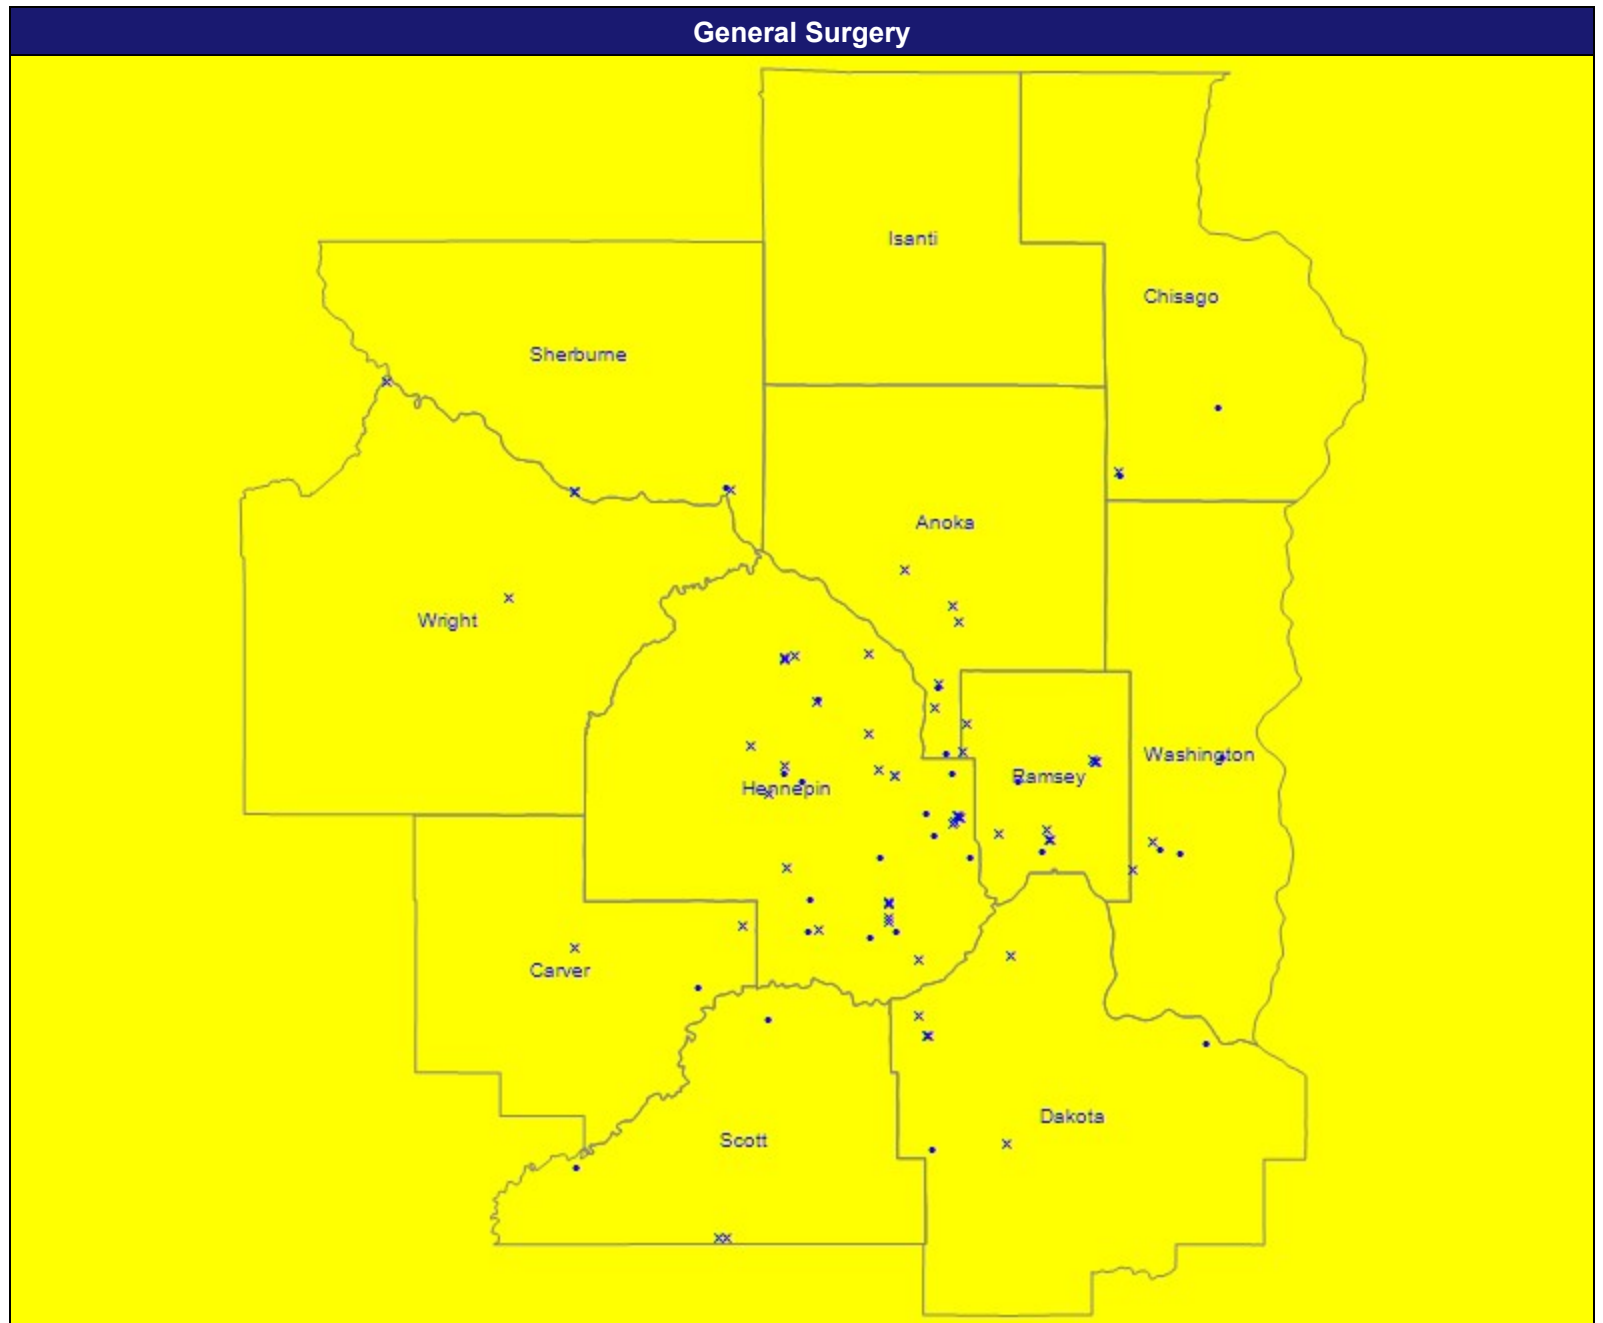 General Surgery
Isanti
Chisago
Sherburne
Anoka
Wright
Washington
Ramsey
Hennepin
Carver
Dakota
Scott